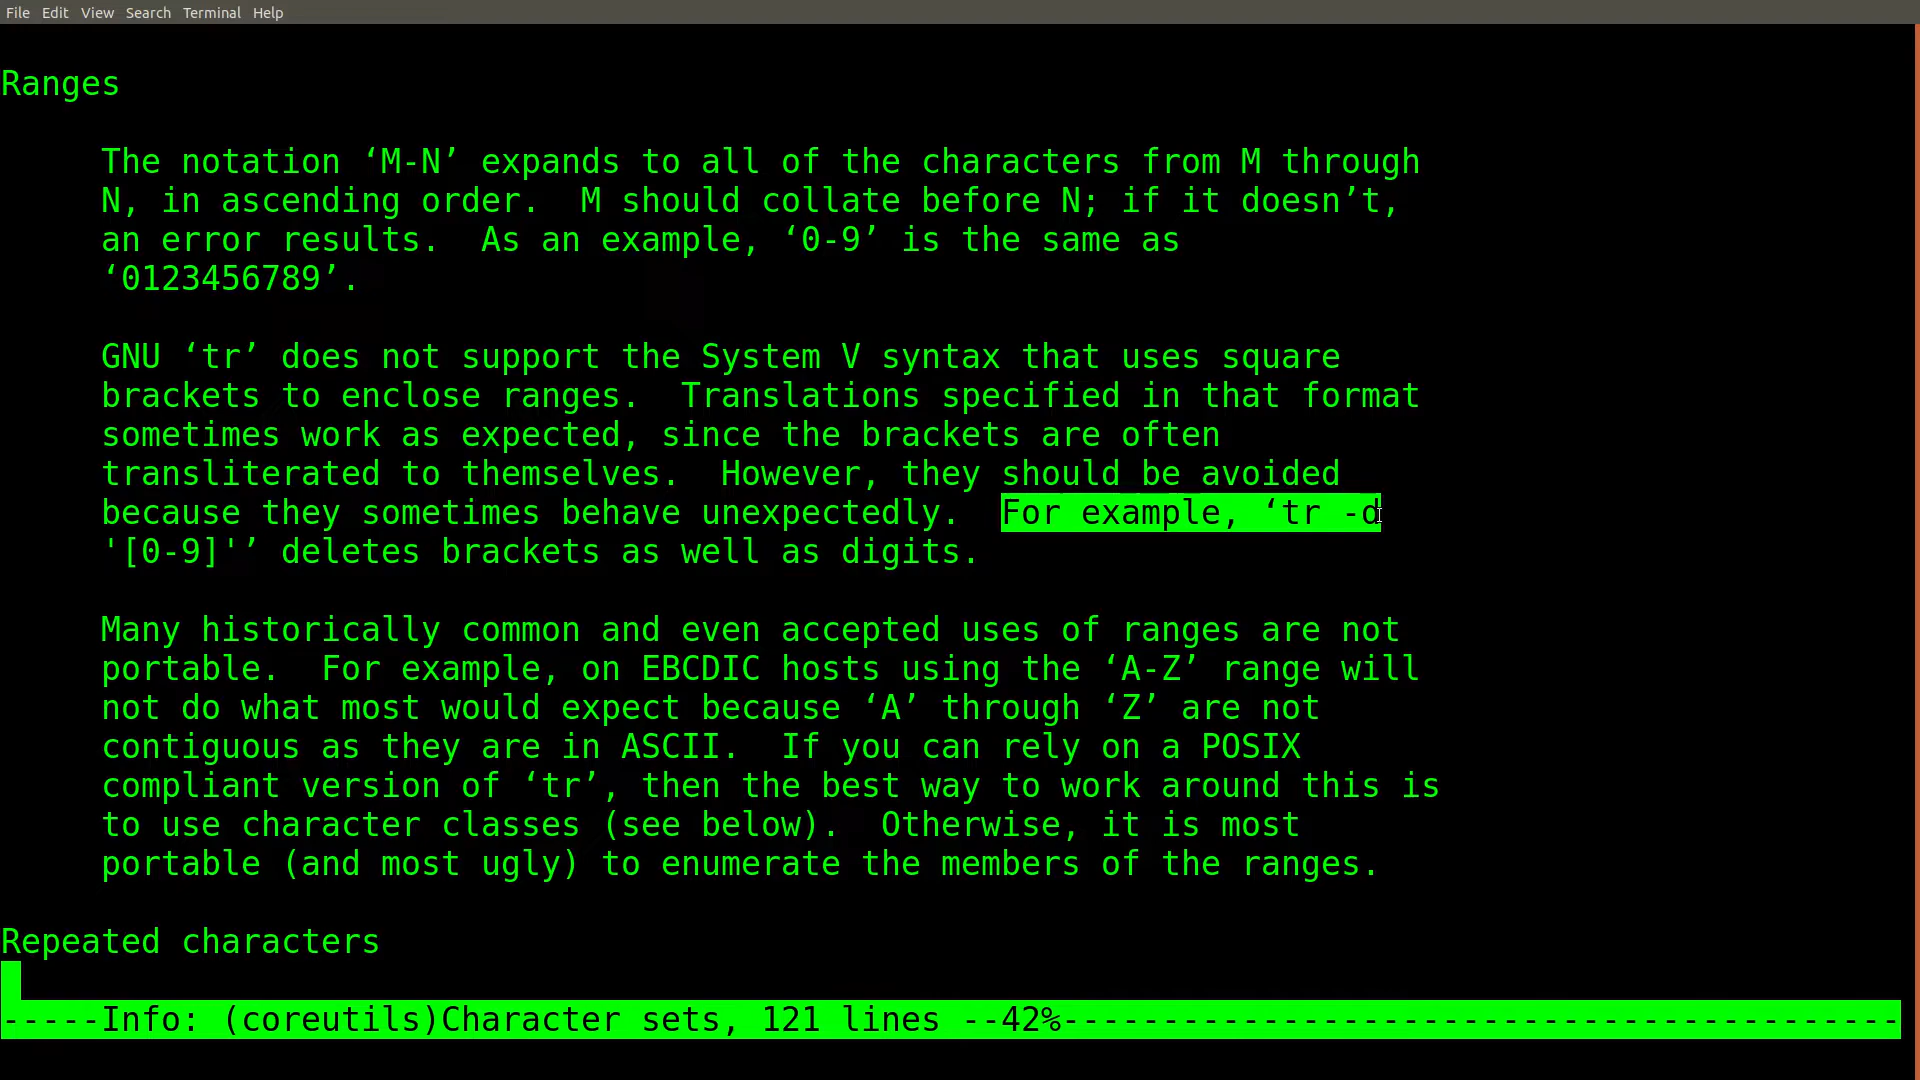 File Edit View Search Terminal Help
Ranges
The notation ‘M-N’ expands to all of the characters from M through
N, in ascending order.  M should collate before N; if it doesn’t,
an error results.  As an example, ‘0-9’ is the same as
‘0123456789’.
GNU ‘tr’ does not support the System V syntax that uses square
brackets to enclose ranges.  Translations specified in that format
sometimes work as expected, since the brackets are often
transliterated to themselves.  However, they should be avoided
because they sometimes behave unexpectedly.  For example, ‘tr -d
'[0-9]'’ deletes brackets as well as digits.
Many historically common and even accepted uses of ranges are not
portable.  For example, on EBCDIC hosts using the ‘A-Z’ range will
not do what most would expect because ‘A’ through ‘Z’ are not
contiguous as they are in ASCII.  If you can rely on a POSIX
compliant version of ‘tr’, then the best way to work around this is
to use character classes (see below).  Otherwise, it is most
portable (and most ugly) to enumerate the members of the ranges.
Repeated characters
-----Info: (coreutils)Character sets, 121 lines --42%------------------------------------------